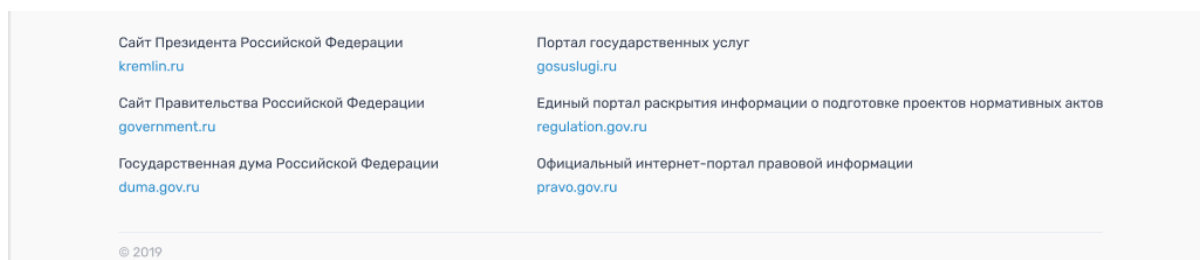 Сайт Президента Российской Федерации
kremlin.ru
Сайт Правительства Российской Федерации
government.ru
Государственная дума Российской Федерации
duma.gov.ru
Портал государственных услуг
gosuslugi.ru
Единый портал раскрытия информации о подготовке проектов нормативных актов
regulation.gov.ru
Официальный интернет-портал правовой информации
pravo.gov.ru
© 2019